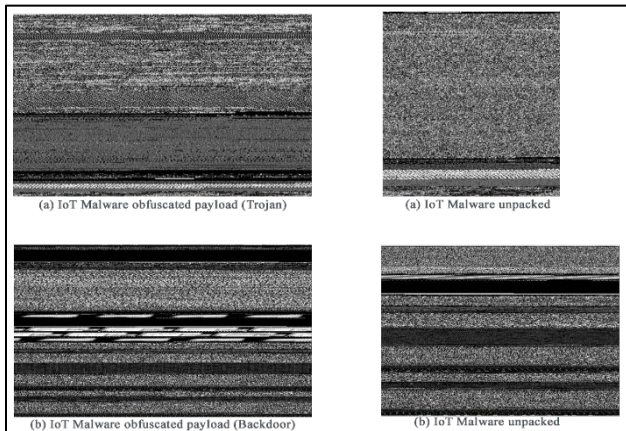 (a) IoT Malware obfuscated payload (Trojan)
(a) IoT Malware unpacked
(b) IoT Malware obfuscated payload (Backdoor)
(b) IoT Malware unpacked